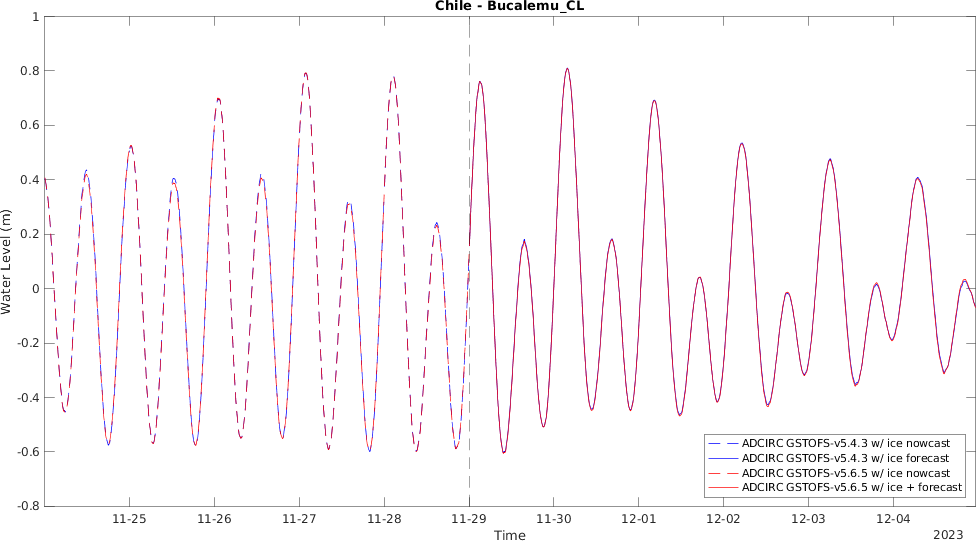 Chile - Bucalemu_CL
1
0.8
0.6
0.4
0.2
0
-0.2
-0.4
-0.6
-0.8
Water Level (m)
ADCIRC GSTOFS-v5.4.3 w/ ice nowcast
ADCIRC GSTOFS-v5.4.3 w/ ice forecast
ADCIRC GSTOFS-v5.6.5 w/ ice nowcast
ADCIRC GSTOFS-v5.6.5 w/ ice + forecast
11-25 11-26 11-27 11-28 11-29 11-30 12-01 12-02 12-03 12-04
Time
2023